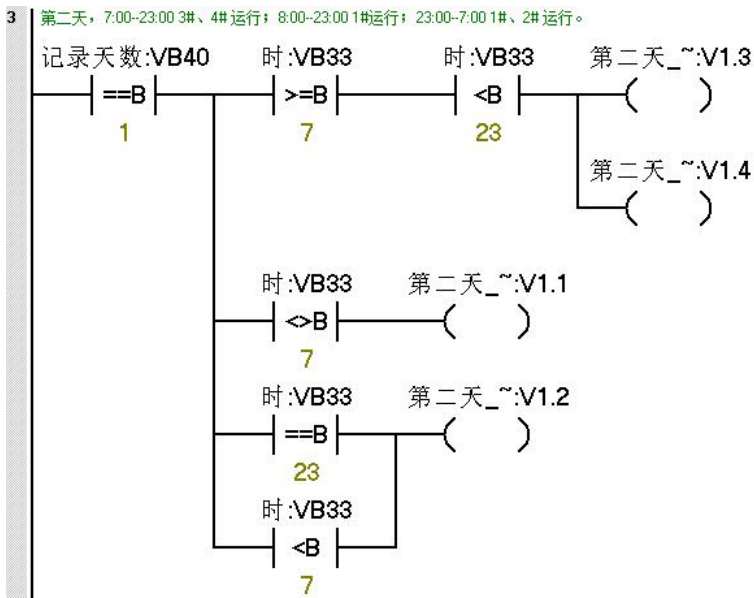 3 第二天，7:00--23:00 3#、4# 运行；8:00--23:00 1#运行；23:00--7:00 1#、2# 运行。
记录天数:VB40 时:VB33 时:VB33 第二天_~:V1.3
==B >=B <B
1 7 23
第二天_~:V1.4
时:VB33 第二天_~:V1.1
<>B
7
时:VB33 第二天_~:V1.2
==B
23
时:VB33
<B
7